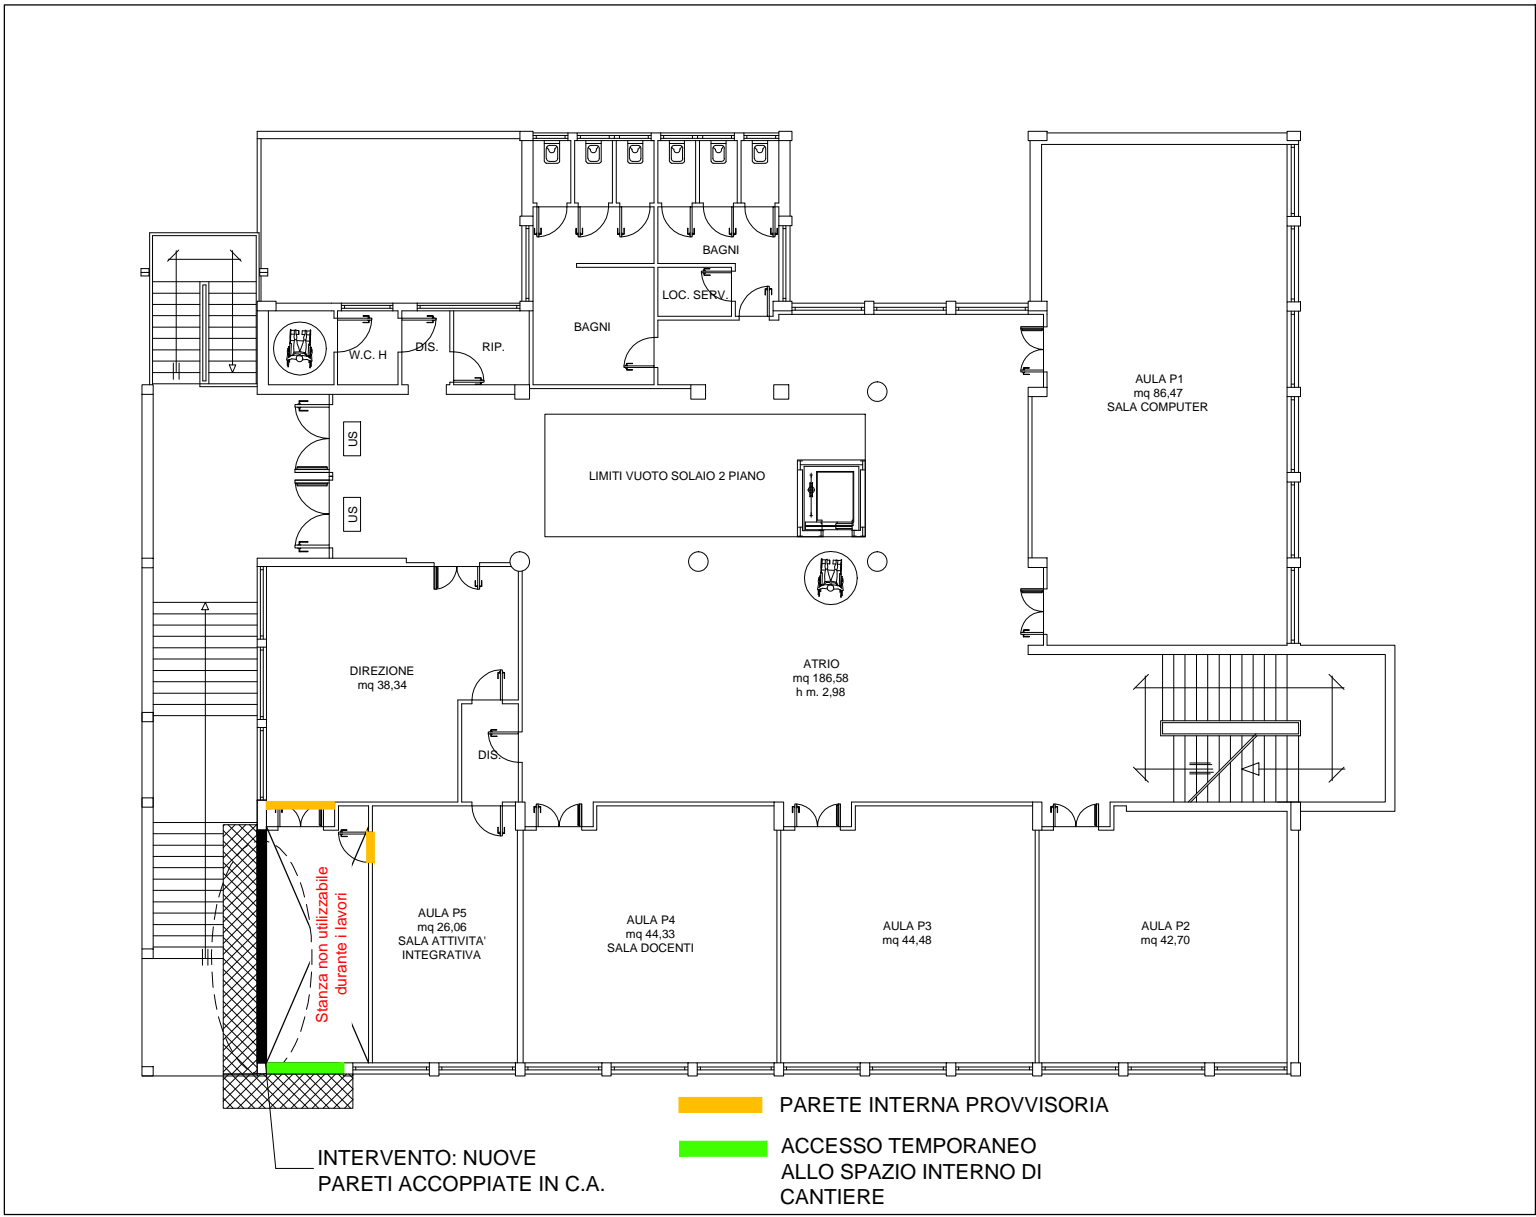 BAGNI
LOC. SERV.
BAGNI
W.C. H
DIS.
RIP.
AULA P1
mq 86,47
SALA COMPUTER
US
LIMITI VUOTO SOLAIO 2 PIANO
US
DIREZIONE
mq 38,34
ATRIO
mq 186,58
h m. 2,98
DIS.
Stanza non utilizzabile
durante i lavori
AULA P5
mq 26,06
SALA ATTIVITA'
INTEGRATIVA
AULA P4
mq 44,33
SALA DOCENTI
AULA P3
mq 44,48
AULA P2
mq 42,70
PARETE INTERNA PROVVISORIA
INTERVENTO: NUOVE
PARETI ACCOPPIATE IN C.A.
ACCESSO TEMPORANEO
ALLO SPAZIO INTERNO DI
CANTIERE